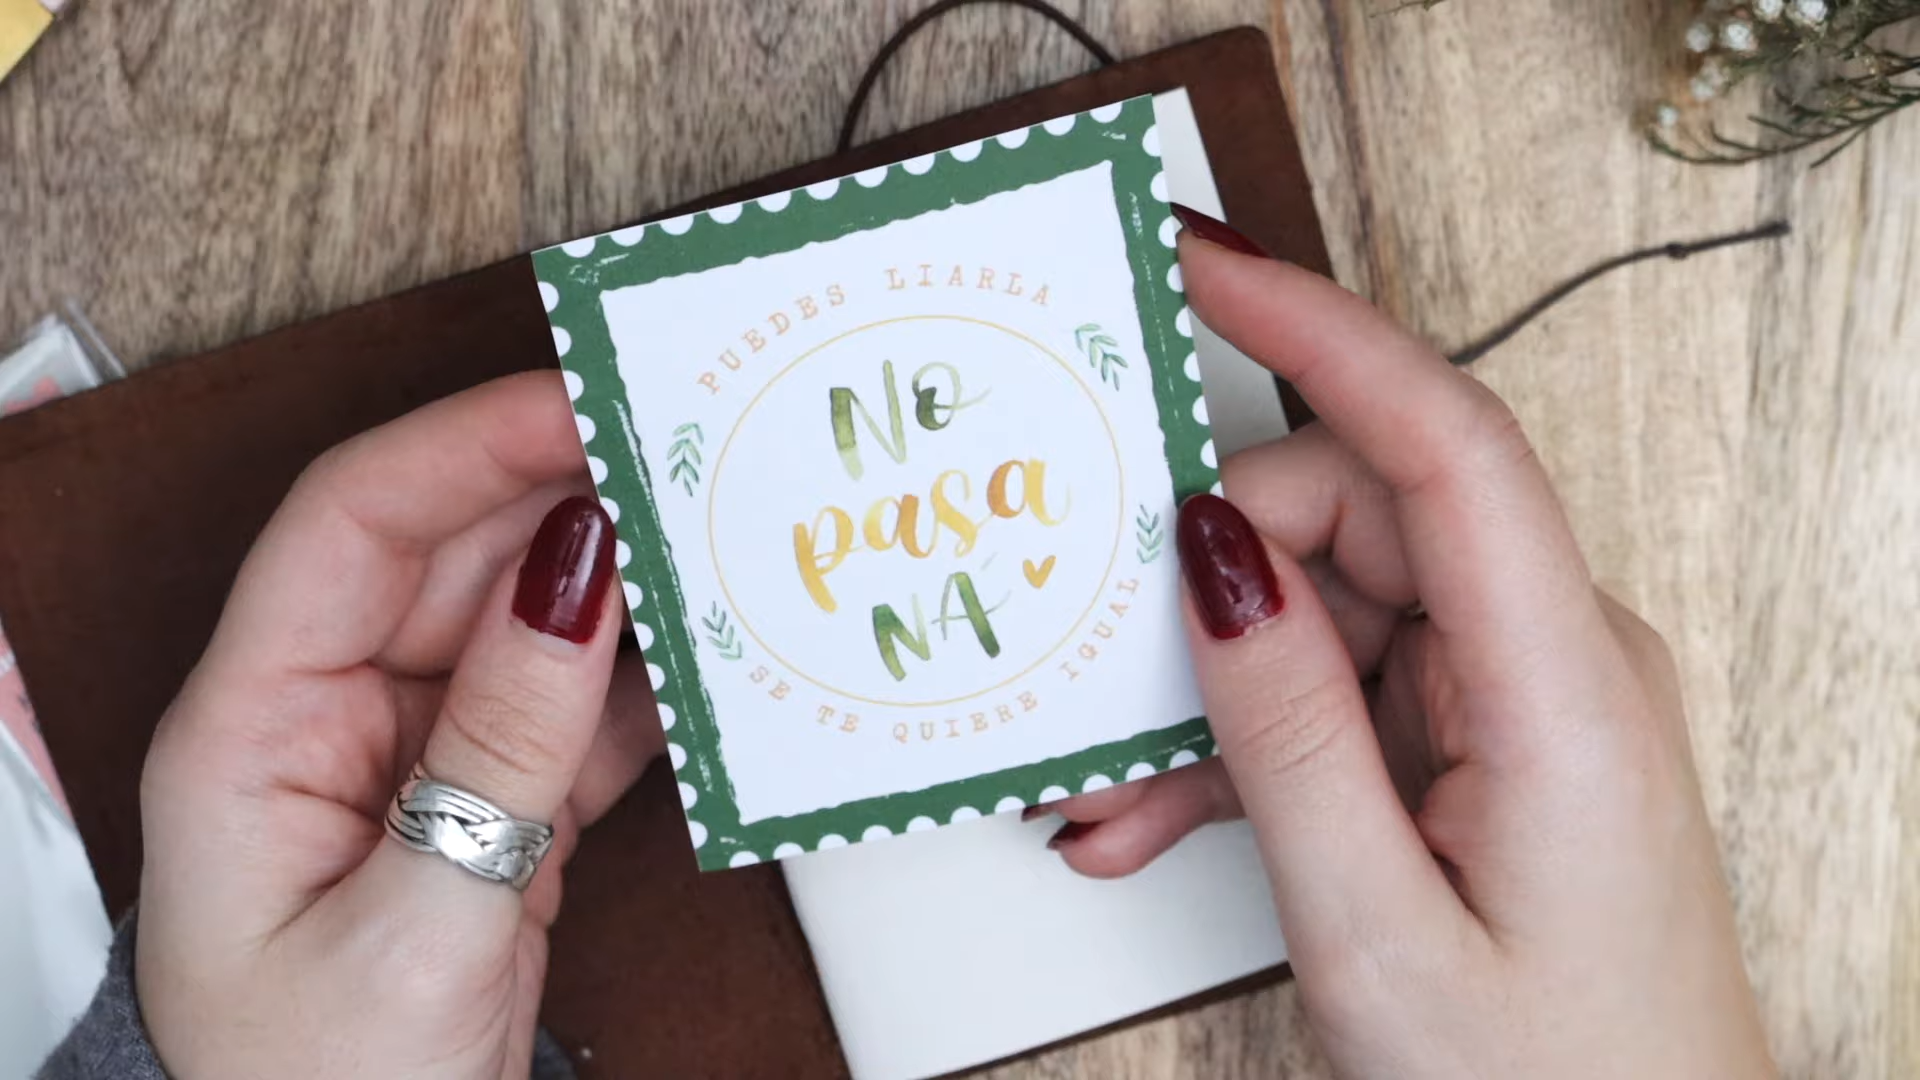 PUEDES LIARLA
No
pasa
NÁ
SE TE QUIERE IGUAL